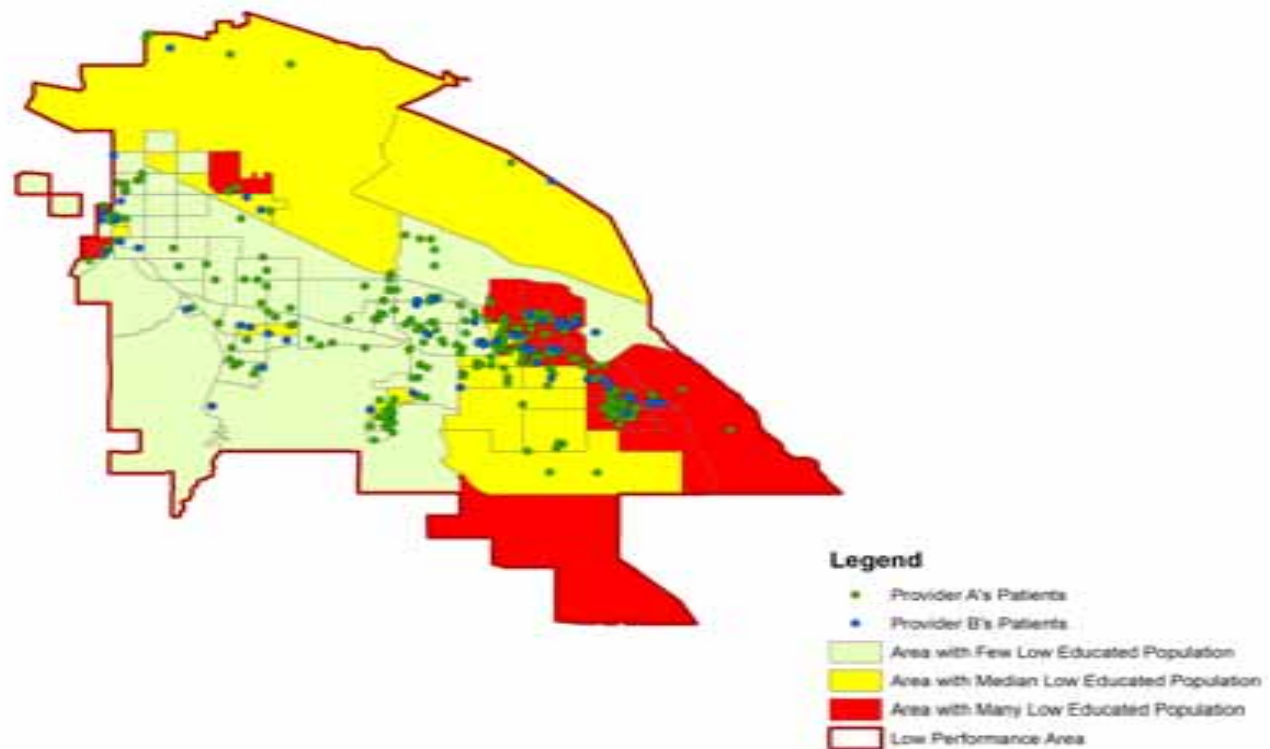 Legend
Provider A's Patients
Provider B's Patients
Area with Few Low Educated Population
Area with Median Low Educated Population
Area with Many Low Educated Population
Low Performance Area